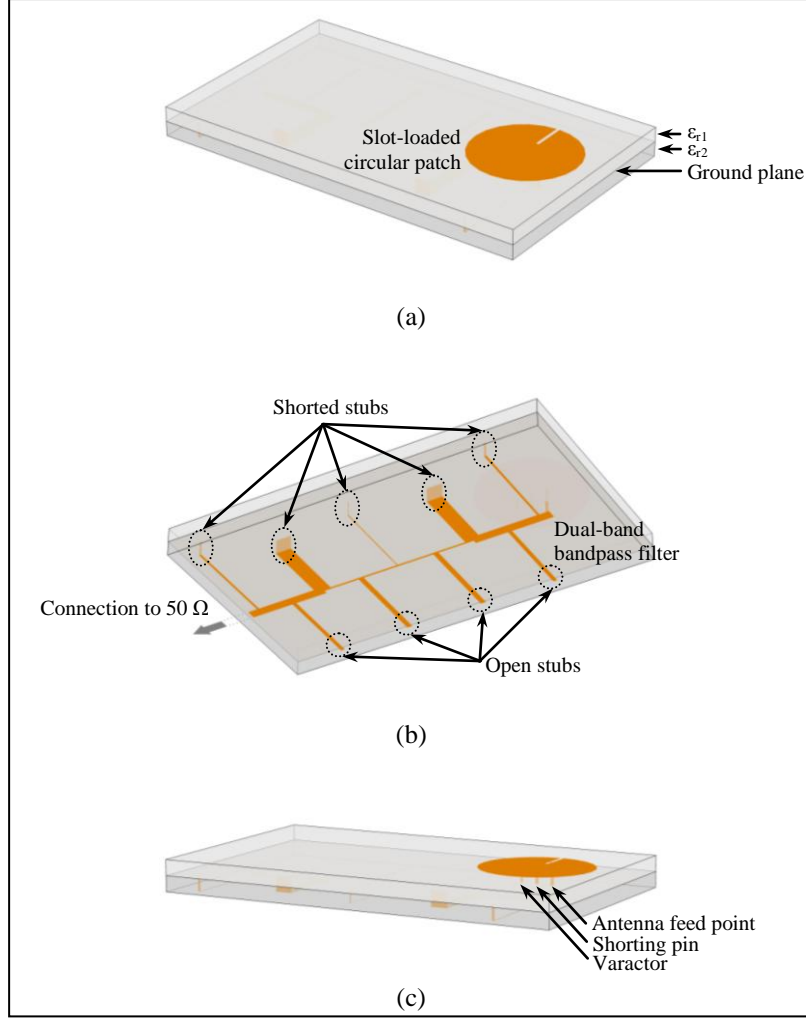 Slot-loaded
circular patch
εr1
εr2
Ground plane
(a)
Shorted stubs
Dual-band
bandpass filter
Connection to 50 Ω
Open stubs
(b)
Antenna feed point
Shorting pin
Varactor
(c)